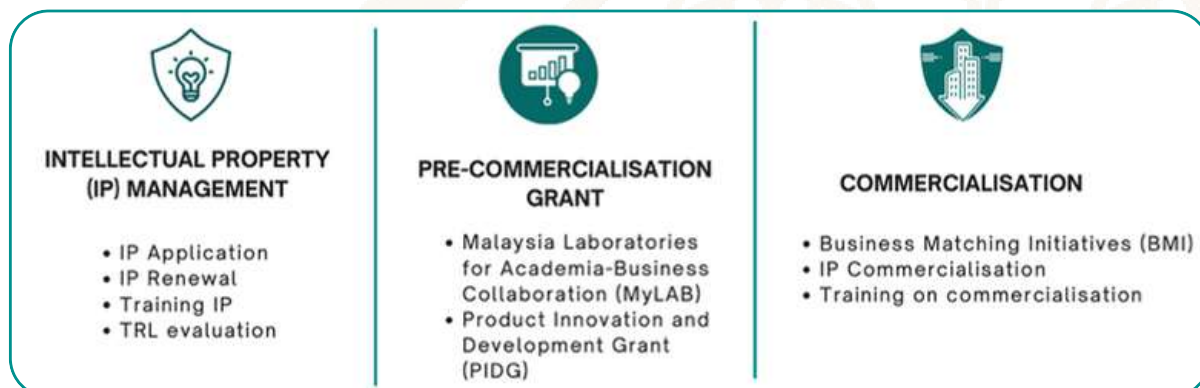 INTELLECTUAL PROPERTY
(IP) MANAGEMENT
• IP Application
• IP Renewal
• Training IP
• TRL evaluation
PRE-COMMERCIALISATION
GRANT
• Malaysia Laboratories
for Academia-Business
Collaboration (MyLAB)
• Product Innovation and
Development Grant
(PIDG)
COMMERCIALISATION
• Business Matching Initiatives (BMI)
• IP Commercialisation
• Training on commercialisation